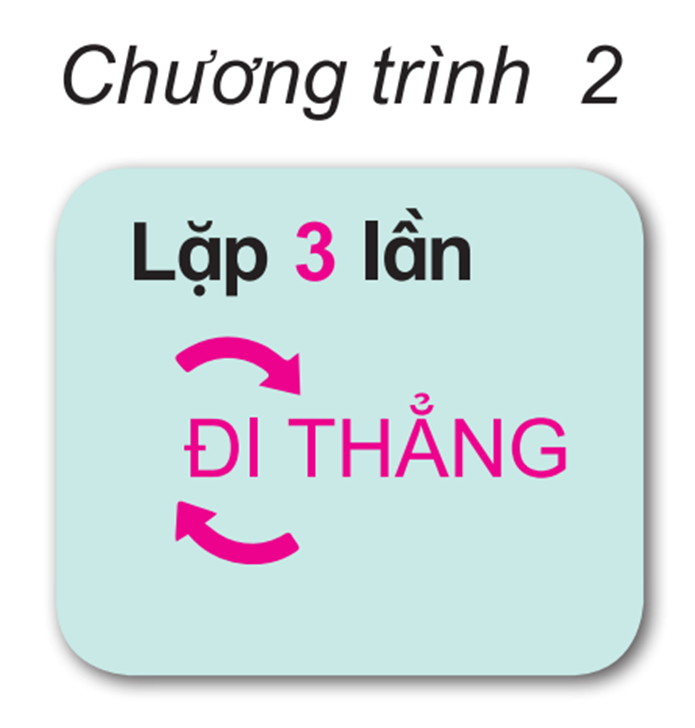 Chương trình 2
Lặp 3 lần
ĐI THẲNG